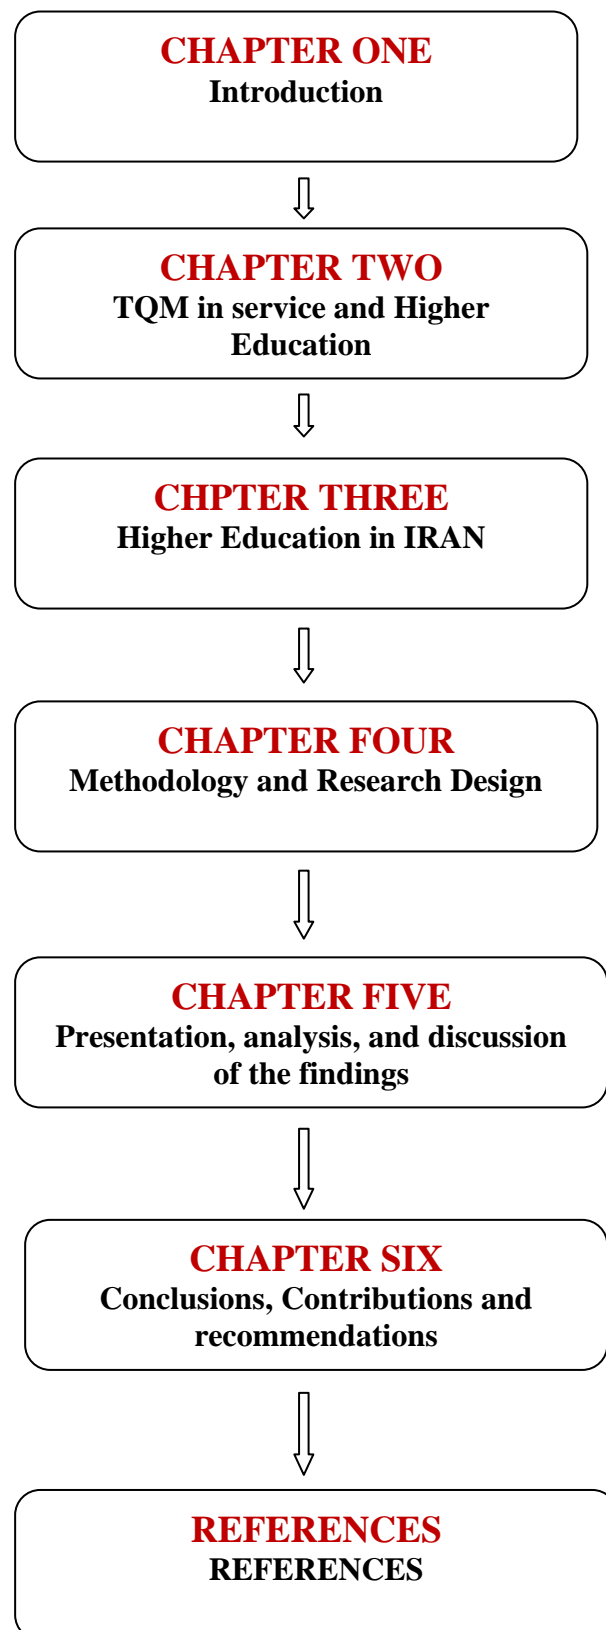 CHAPTER ONE
Introduction
CHAPTER TWO
TQM in service and Higher
Education
CHPTER THREE
Higher Education in IRAN
CHAPTER FOUR
Methodology and Research Design
CHAPTER FIVE
Presentation, analysis, and discussion
of the findings
CHAPTER SIX
Conclusions, Contributions and
recommendations
REFERENCES
REFERENCES